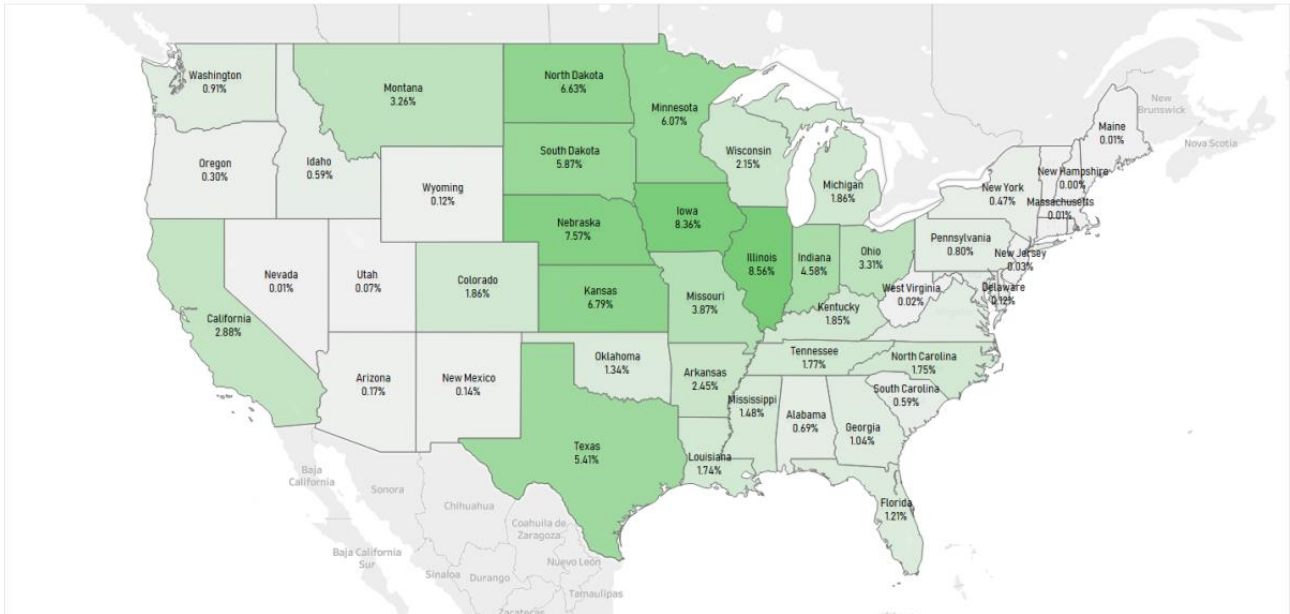 Washington
0.91%
Montana
3.26%
North Dakota
6.63%
Minnesota
6.07%
Oregon
0.30%
Idaho
0.59%
Wyoming
0.12%
South Dakota
5.87%
Wisconsin
2.15%
Michigan
1.86%
New York
0.47%
Maine
0.01%
New Hampshire
0.00%
Massachusetts
0.01%
New
Brunswick
Nova Scotia
Nevada
0.01%
Utah
0.07%
Colorado
1.86%
Nebraska
7.57%
Iowa
8.36%
Illinois
8.56%
Indiana
4.58%
Ohio
3.31%
Pennsylvania
0.80%
New Jersey
0.03%
Delaware
0.12%
West Virginia
0.02%
California
2.88%
Kansas
6.79%
Missouri
3.87%
Kentucky
1.85%
Arizona
0.17%
New Mexico
0.14%
Oklahoma
1.34%
Arkansas
2.45%
Tennessee
1.77%
North Carolina
1.75%
South Carolina
0.59%
Mississippi
1.48%
Alabama
0.69%
Georgia
1.04%
Texas
5.41%
Louisiana
1.74%
Florida
1.21%
Baja
California
Sonora
Chihuahua
Coahuila de
Zaragoza
Baja California
Sur
Sinaloa
Durango
Nuevo León
Tamaulipas
Zacatecas